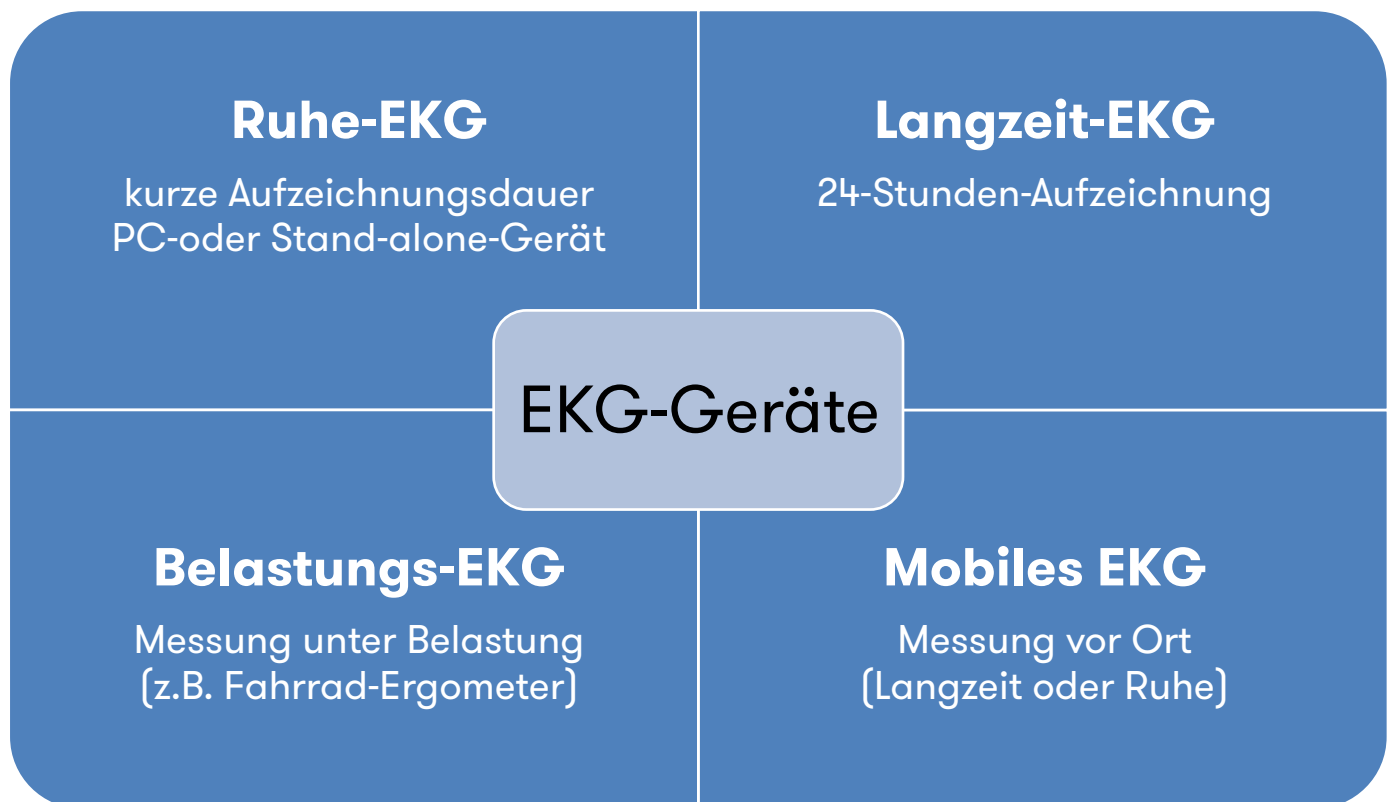 Ruhe-EKG
kurze Aufzeichnungsdauer
PC-oder Stand-alone-Gerät
Langzeit-EKG
24-Stunden-Aufzeichnung
EKG-Geräte
Belastungs-EKG
Messung unter Belastung
(z.B. Fahrrad-Ergometer)
Mobiles EKG
Messung vor Ort
(Langzeit oder Ruhe)